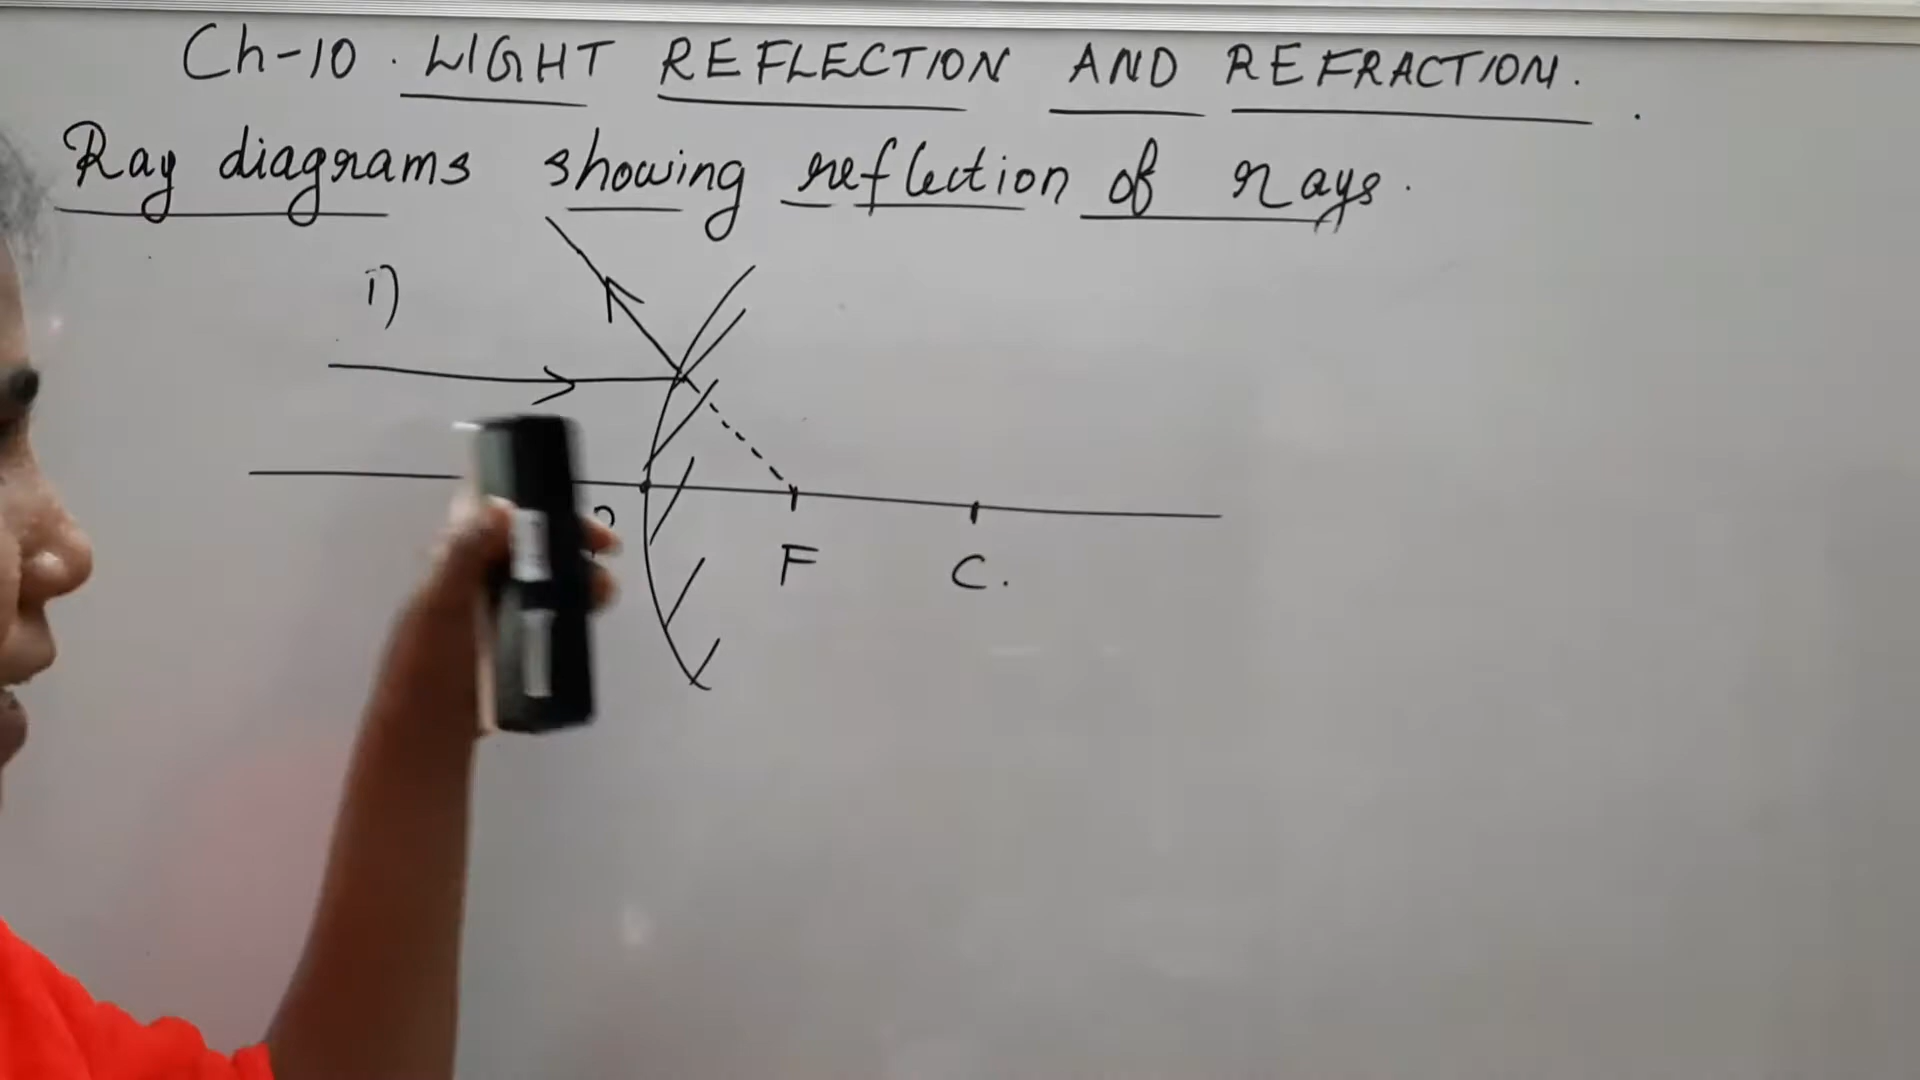 Ch-10. LIGHT REFLECTION AND REFRACTION.
Ray diagrams showing reflection of rays.
i)
P
F
C.